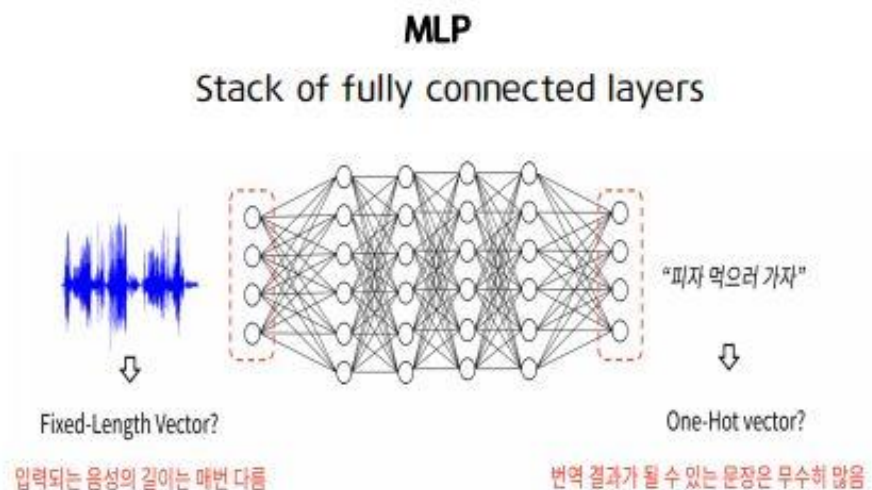 MLP
Stack of fully connected layers
“피자 먹으러 가자”
Fixed-Length Vector?
One-Hot vector?
입력되는 음성의 길이는 매번 다름
번역 결과가 될 수 있는 문장은 무수히 많음